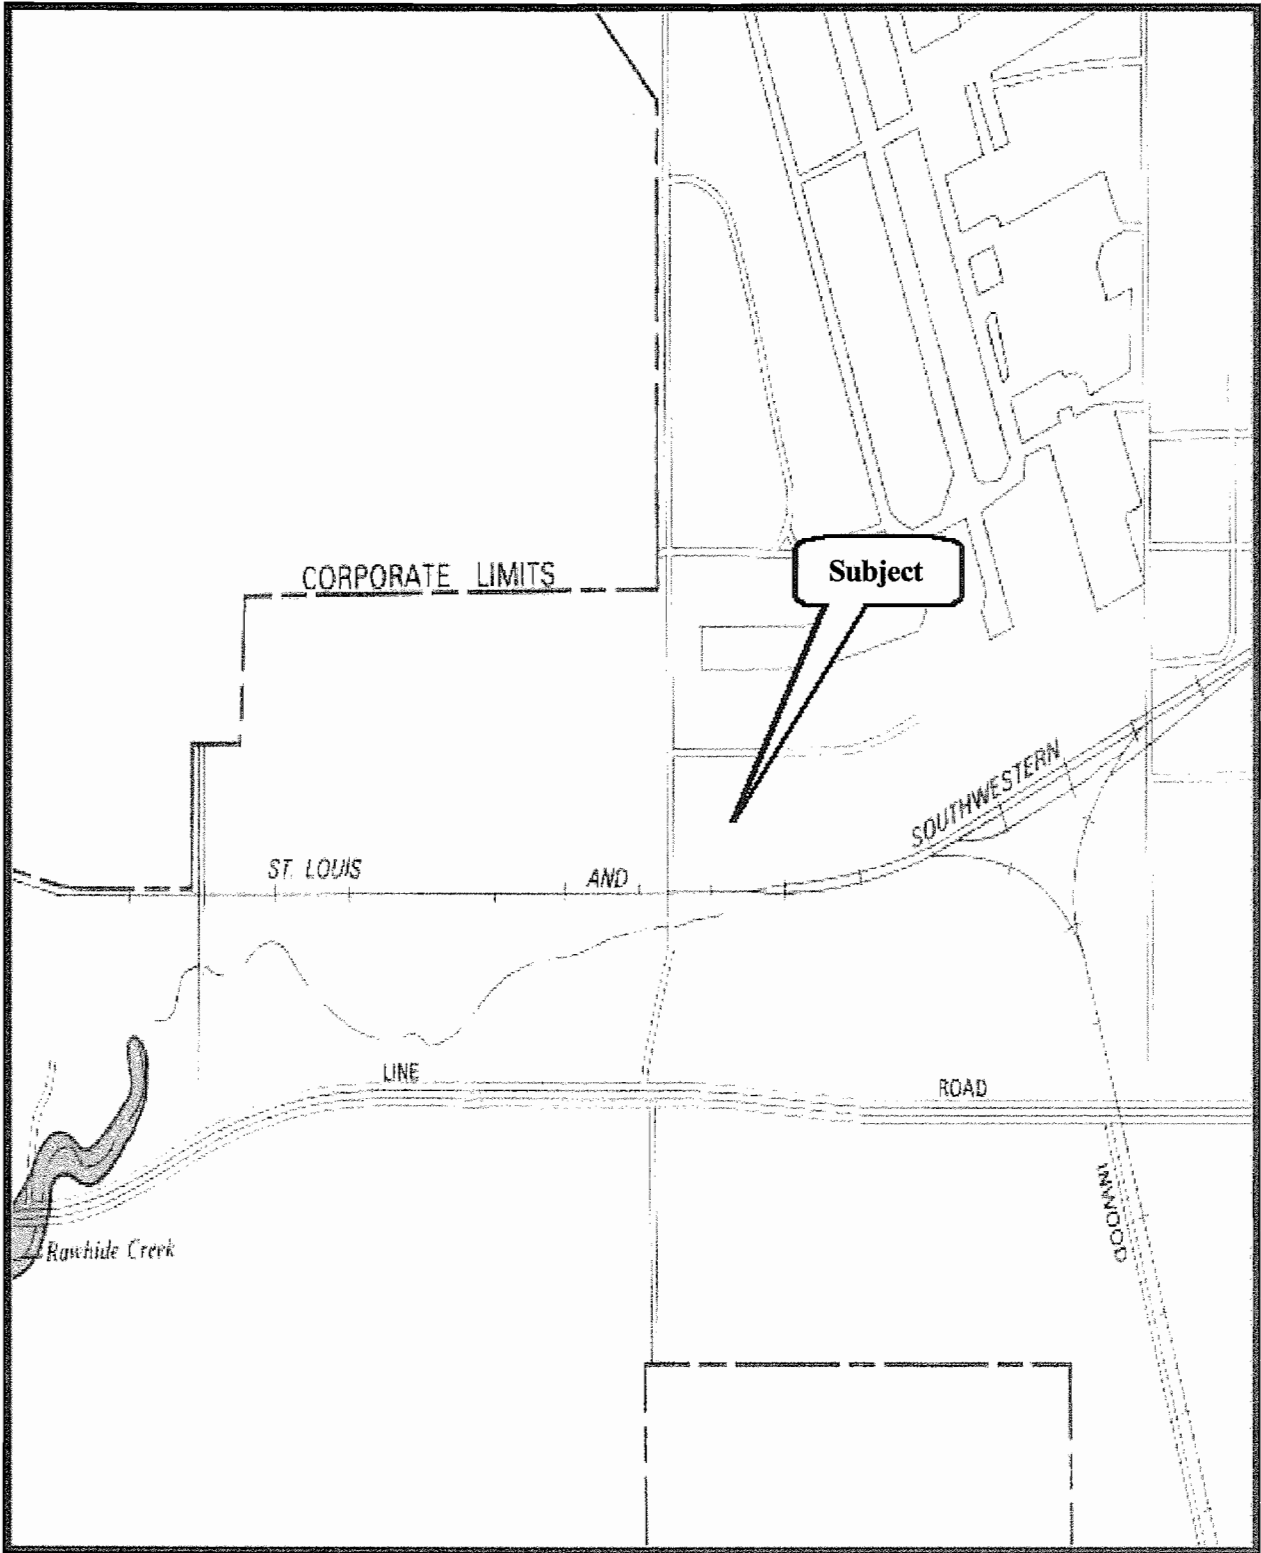 CORPORATE LIMITS
Subject
SOUTHWESTERN
ST. LOUIS
AND
LINE
ROAD
INWOOD
Rawhide Creek